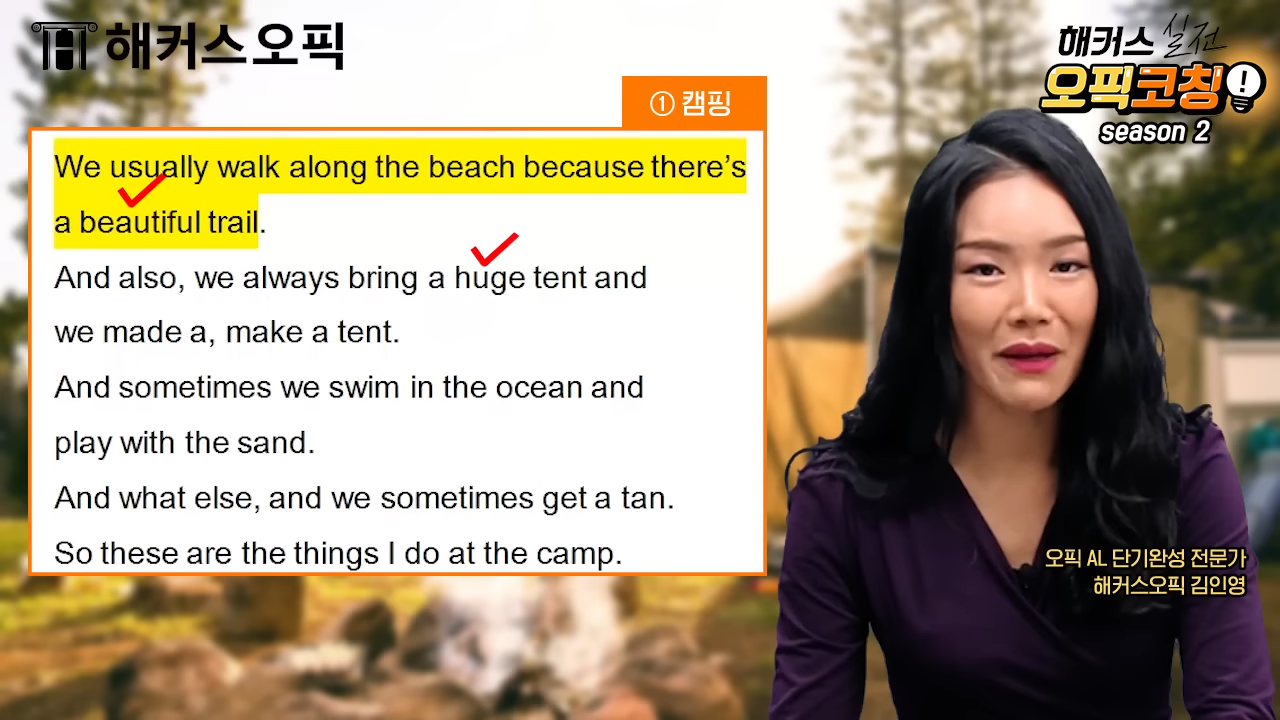 해커스 오픽
해커스 실전
오픽코칭!
season 2
① 캠핑
We usually walk along the beach because there’s
a beautiful trail.
And also, we always bring a huge tent and
we made a, make a tent.
And sometimes we swim in the ocean and
play with the sand.
And what else, and we sometimes get a tan.
So these are the things I do at the camp.
오픽 AL 단기완성 전문가
해커스오픽 김인영